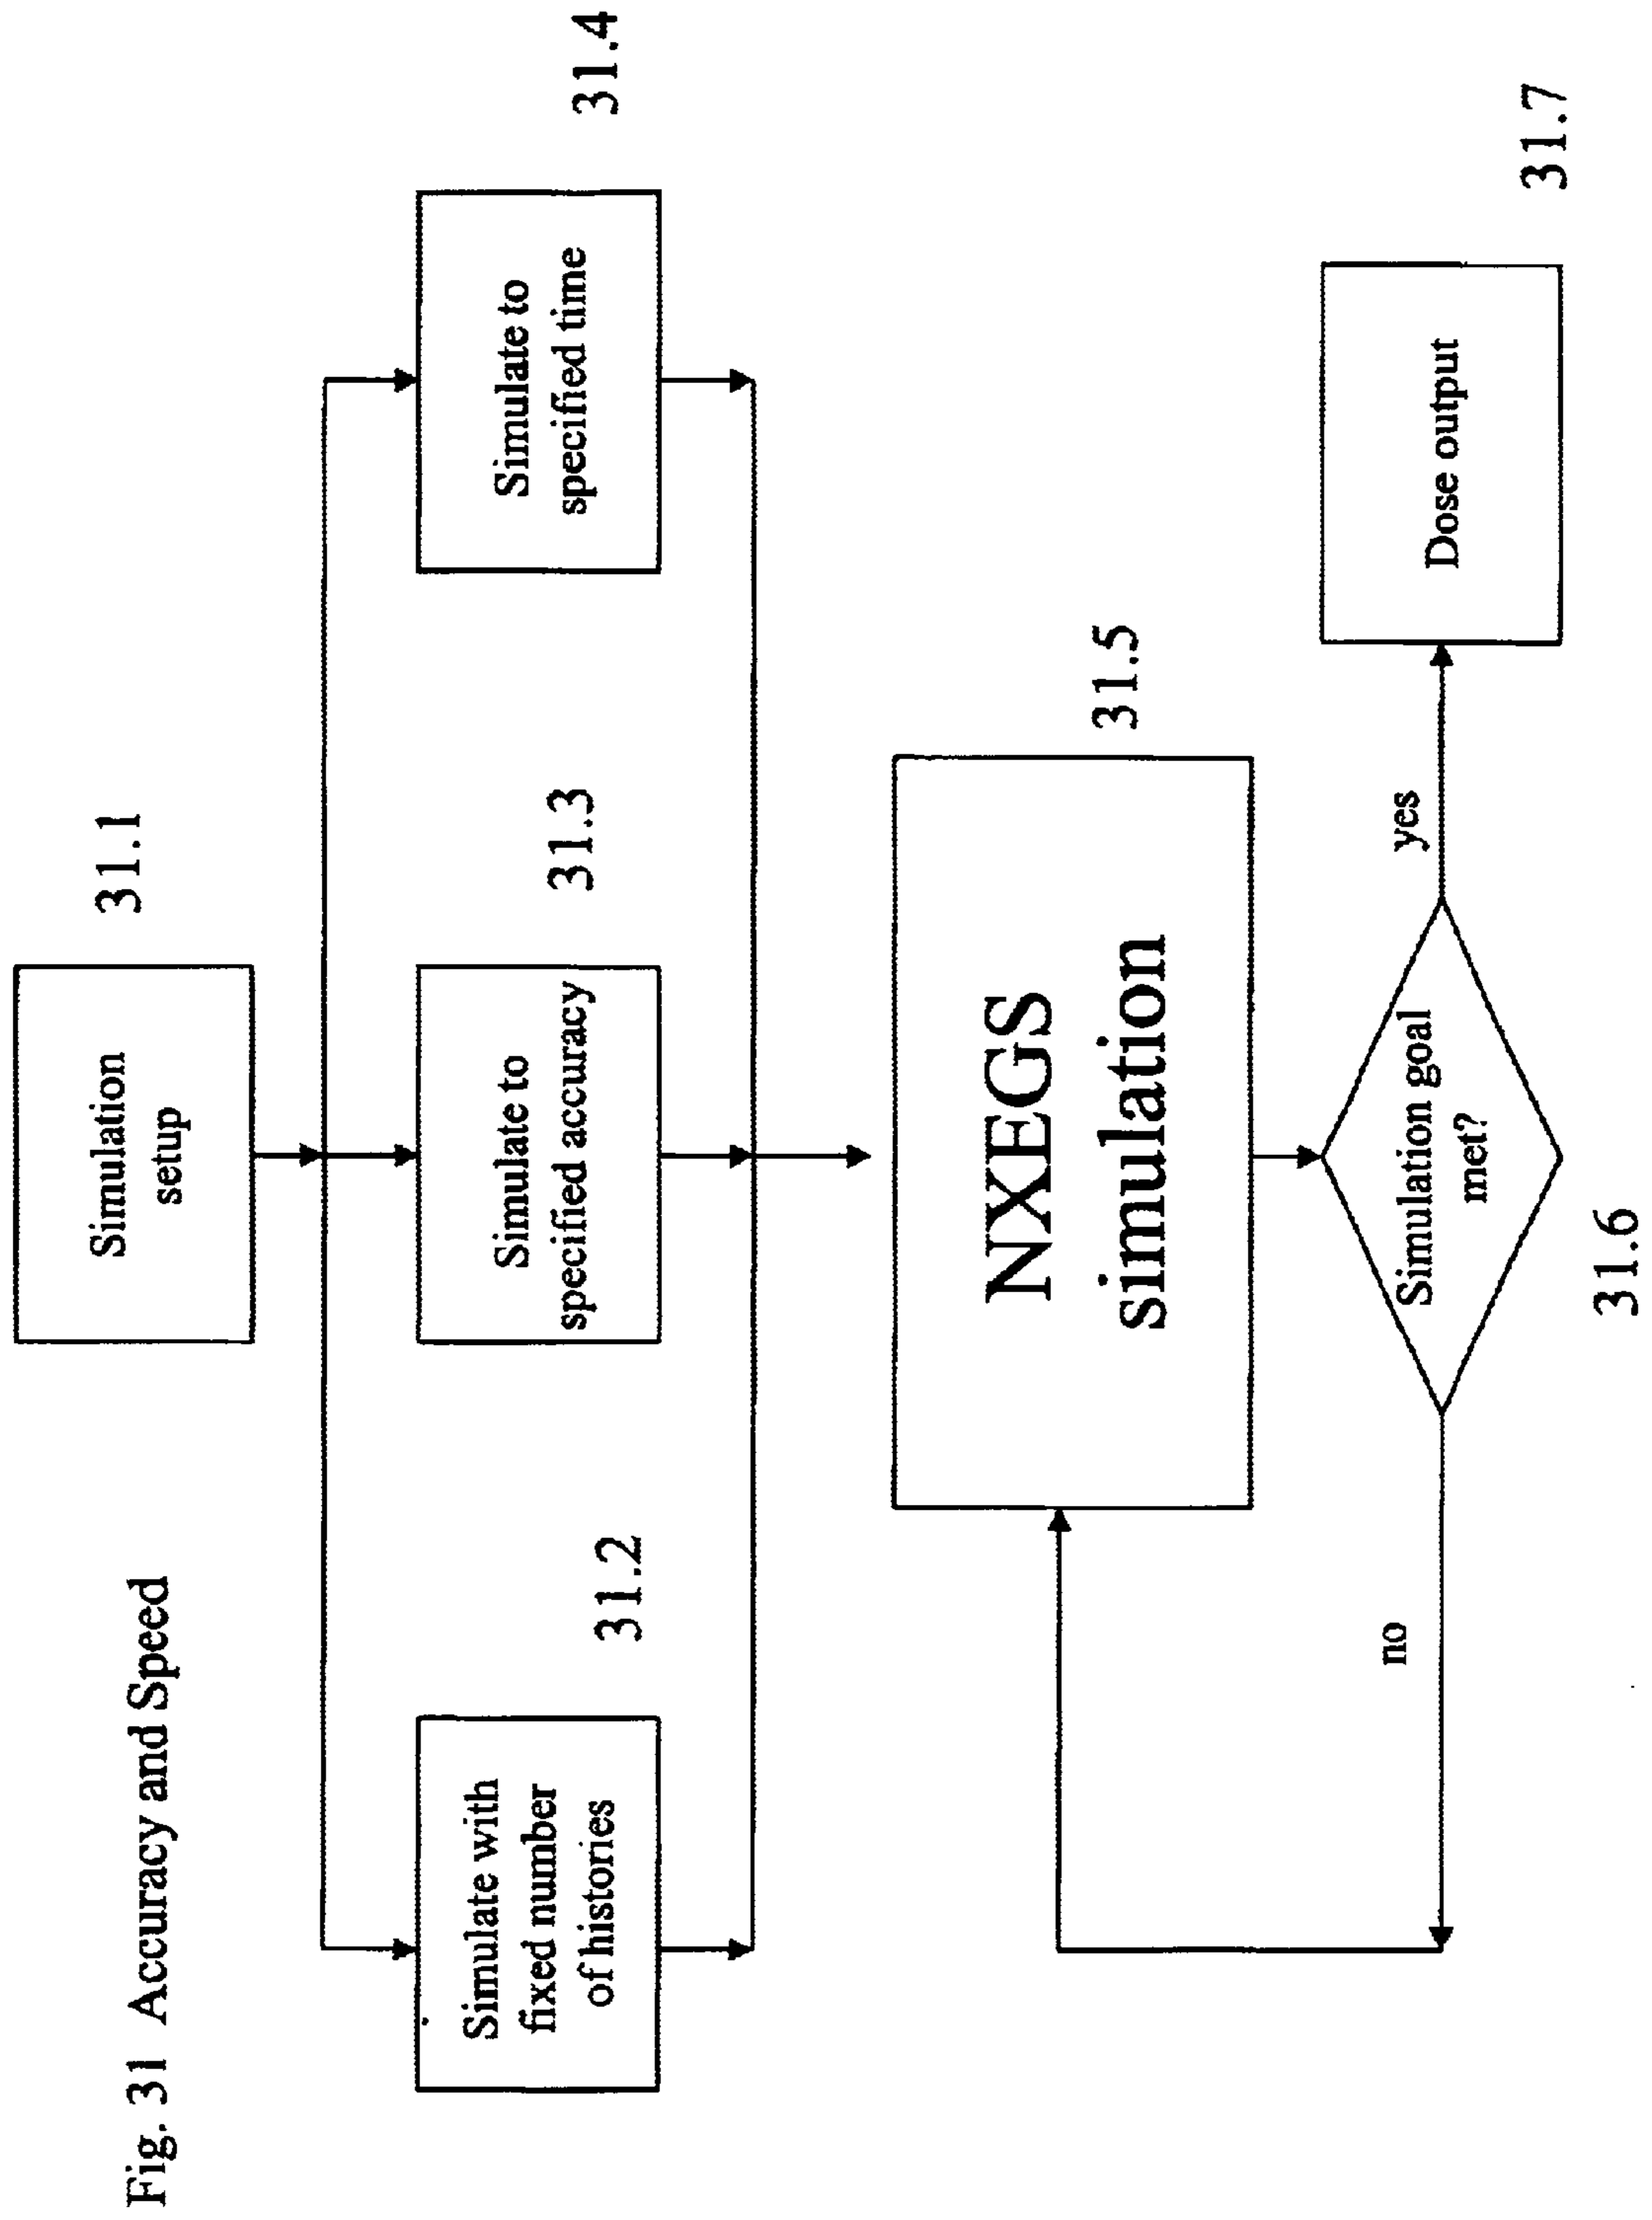 Fig. 31 Accuracy and Speed
Simulation
setup
31.1
Simulate with
fixed number
of histories
31.2
Simulate to
specified accuracy
31.3
Simulate to
specified time
31.4
NXEGS
simulation
31.5
Simulation goal
met?
31.6
no
yes
Dose output
31.7